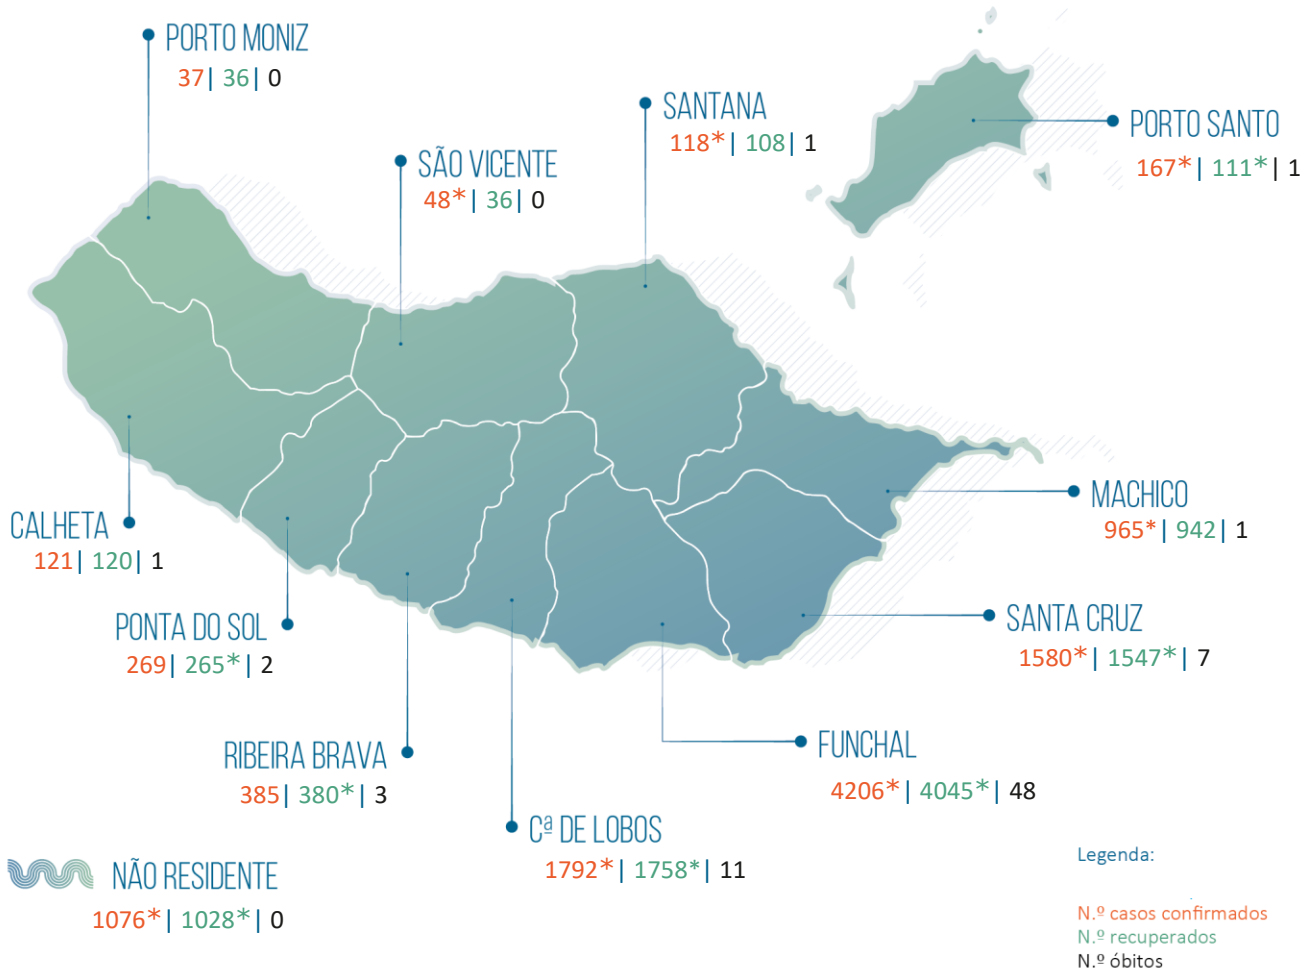 PORTO MONIZ
37| 36| 0
SANTANA
118*| 108| 1
PORTO SANTO
167*| 111*| 1
SÃO VICENTE
48*| 36| 0
MACHICO
965*| 942| 1
CALHETA
121| 120| 1
PONTA DO SOL
269| 265*| 2
SANTA CRUZ
1580*| 1547*| 7
RIBEIRA BRAVA
385| 380*| 3
FUNCHAL
4206*| 4045*| 48
Cª DE LOBOS
1792*| 1758*| 11
NÃO RESIDENTE
1076*| 1028*| 0
Legenda:
N.º casos confirmados
N.º recuperados
N.º óbitos